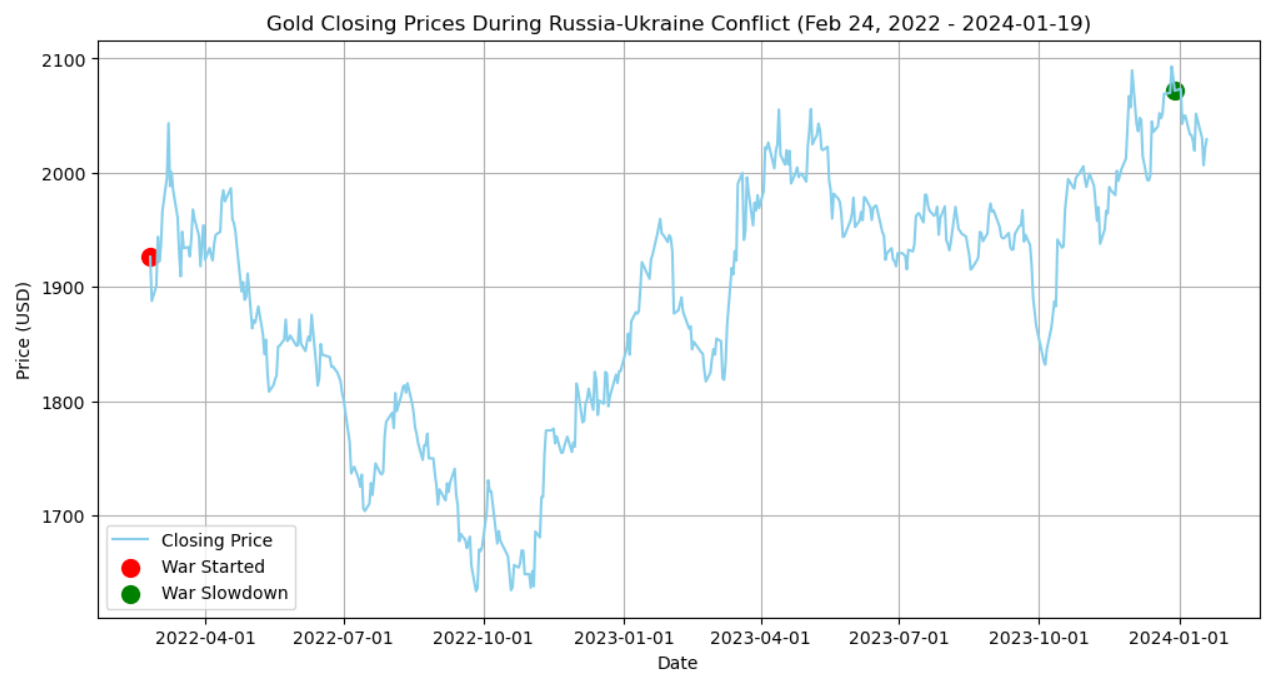 Gold Closing Prices During Russia-Ukraine Conflict (Feb 24, 2022 - 2024-01-19)
Price (USD)
2100
2000
1900
1800
1700
Closing Price
War Started
War Slowdown
2022-04-01 2022-07-01 2022-10-01 2023-01-01 2023-04-01 2023-07-01 2023-10-01 2024-01-01
Date